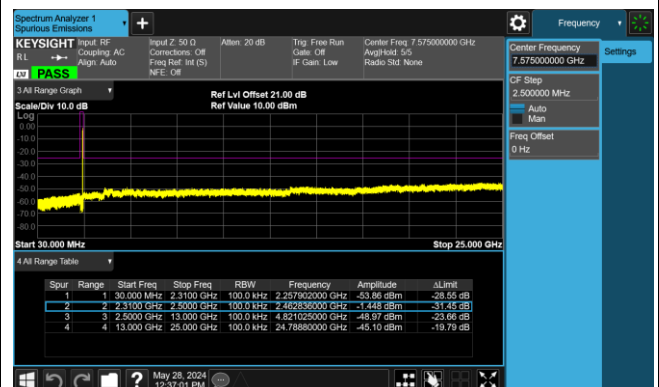 Spectrum Analyzer 1
Spurious Emissions
+
Frequency
KEYSIGHT
RL
LXI
PASS
Input: RF
Coupling: AC
Align: Auto
Input Z: 50 Ω
Corrections: Off
Freq Ref: Int (S)
NFE: Off
Atten: 20 dB
Trig: Free Run
Gate: Off
IF Gain: Low
Center Freq: 7.575000000 GHz
Avg|Hold: 5/5
Radio Std: None
Center Frequency
7.575000000 GHz
Settings
CF Step
2.500000 MHz
Auto
Man
Freq Offset
0 Hz
3 All Range Graph
Scale/Div 10.0 dB
Ref Lvl Offset 21.00 dB
Ref Value 10.00 dBm
Log
0.00
-10.0
-20.0
-30.0
-40.0
-50.0
-60.0
-70.0
-80.0
Start 30.000 MHz
Stop 25.000 GHz
4 All Range Table
Spur Range Start Freq Stop Freq RBW Frequency Amplitude ΔLimit
1 1 30.000 MHz 2.3100 GHz 100.0 kHz 2.257902000 GHz -53.86 dBm -28.55 dB
2 2 2.3100 GHz 2.5000 GHz 100.0 kHz 2.462836000 GHz -1.448 dBm -31.45 dB
3 3 2.5000 GHz 13.000 GHz 100.0 kHz 4.821025000 GHz -48.97 dBm -23.66 dB
4 4 13.000 GHz 25.000 GHz 100.0 kHz 24.78880000 GHz -45.10 dBm -19.79 dB
?
May 28, 2024
12:37:01 PM